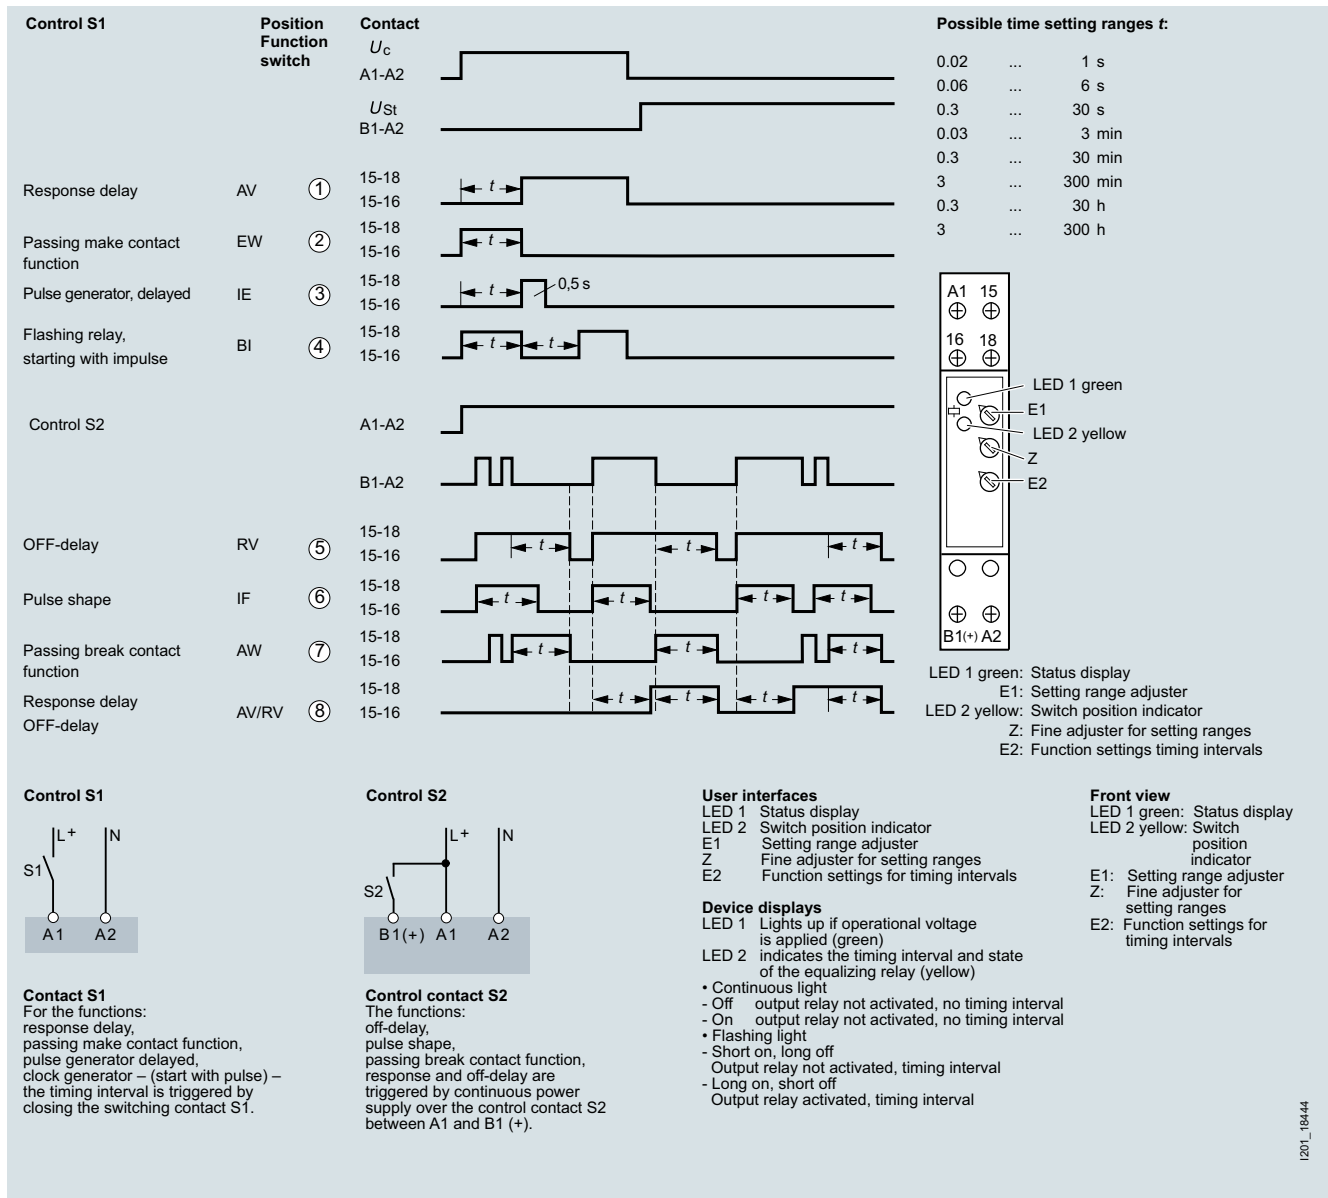 Control S1
Position
Function
switch
Contact
Uc
A1-A2
USt
B1-A2
Response delay AV 1 15-18
15-16
t
Passing make contact
function
EW 2 15-18
15-16
t
Pulse generator, delayed IE 3 15-18
15-16
t 0,5 s
Flashing relay,
starting with impulse
BI 4 15-18
15-16
t t
Control S2 A1-A2
B1-A2
OFF-delay RV 5 15-18
15-16
t t t
Pulse shape IF 6 15-18
15-16
t t t t
Passing break contact
function
AW 7 15-18
15-16
t t t
Response delay
OFF-delay
AV/RV 8 15-18
15-16
t t t t
Possible time setting ranges t:
0.02 ... 1 s
0.06 ... 6 s
0.3 ... 30 s
0.03 ... 3 min
0.3 ... 30 min
3 ... 300 min
0.3 ... 30 h
3 ... 300 h
A1 15
16 18
LED 1 green
E1
LED 2 yellow
Z
E2
B1(+) A2
LED 1 green: Status display
E1: Setting range adjuster
LED 2 yellow: Switch position indicator
Z: Fine adjuster for setting ranges
E2: Function settings timing intervals
Control S1
L+ N
S1
A1 A2
Contact S1
For the functions:
response delay,
passing make contact function,
pulse generator delayed,
clock generator – (start with pulse) –
the timing interval is triggered by
closing the switching contact S1.
Control S2
L+ N
S2
B1(+) A1 A2
Control contact S2
The functions:
off-delay,
pulse shape,
passing break contact function,
response and off-delay are
triggered by continuous power
supply over the control contact S2
between A1 and B1 (+).
User interfaces
LED 1 Status display
LED 2 Switch position indicator
E1 Setting range adjuster
Z Fine adjuster for setting ranges
E2 Function settings for timing intervals
Device displays
LED 1 Lights up if operational voltage
is applied (green)
LED 2 indicates the timing interval and state
of the equalizing relay (yellow)
• Continuous light
- Off output relay not activated, no timing interval
- On output relay not activated, no timing interval
• Flashing light
- Short on, long off
Output relay not activated, timing interval
- Long on, short off
Output relay activated, timing interval
Front view
LED 1 green: Status display
LED 2 yellow: Switch
position
indicator
E1: Setting range adjuster
Z: Fine adjuster for
setting ranges
E2: Function settings for
timing intervals
I201_18444